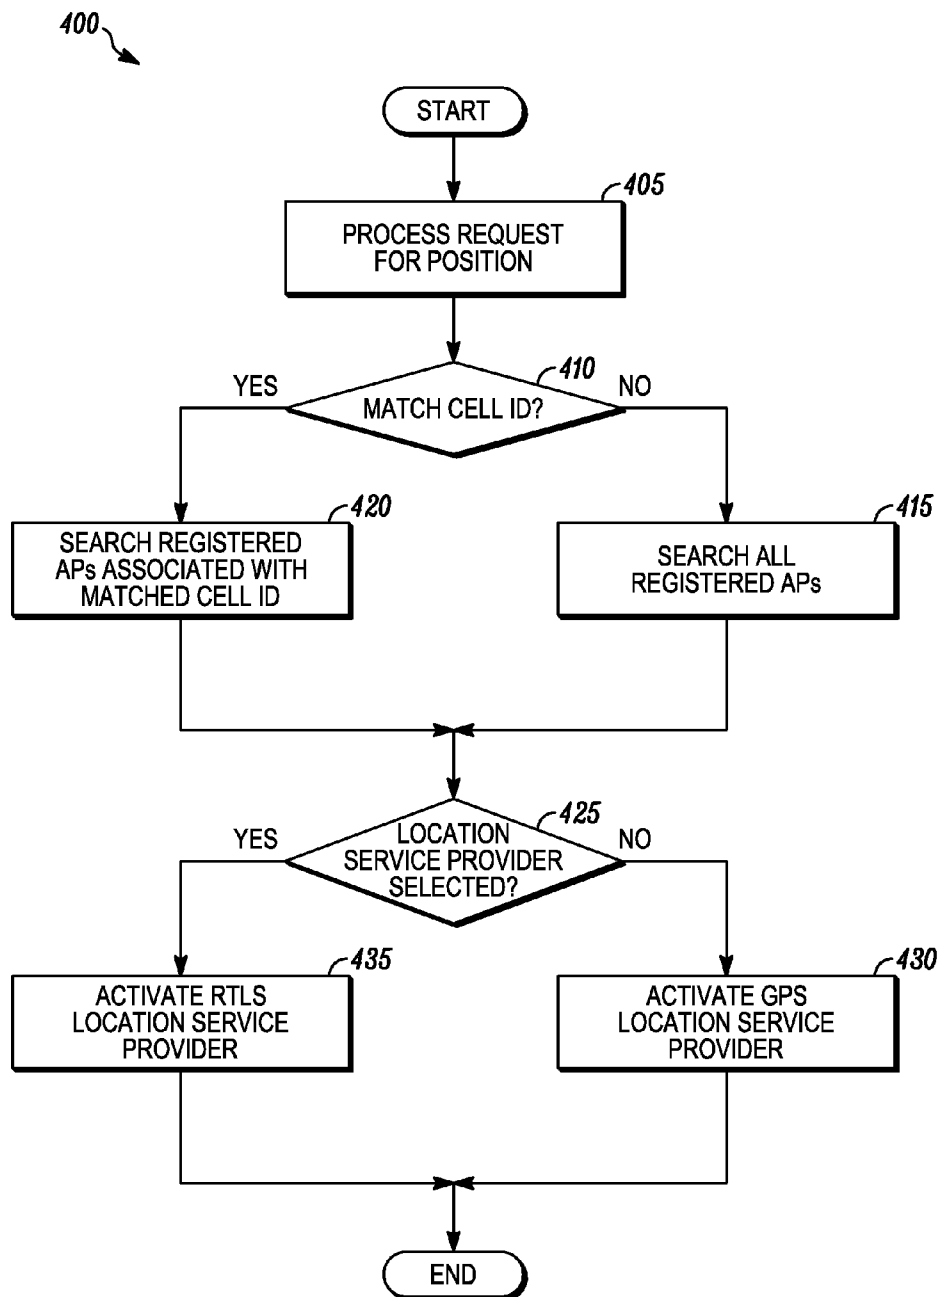 400
START
405
PROCESS REQUEST
FOR POSITION
410
YES
NO
MATCH CELL ID?
420
SEARCH REGISTERED
APs ASSOCIATED WITH
MATCHED CELL ID
415
SEARCH ALL
REGISTERED APs
425
YES
NO
LOCATION
SERVICE PROVIDER
SELECTED?
435
ACTIVATE RTLS
LOCATION SERVICE
PROVIDER
430
ACTIVATE GPS
LOCATION SERVICE
PROVIDER
END